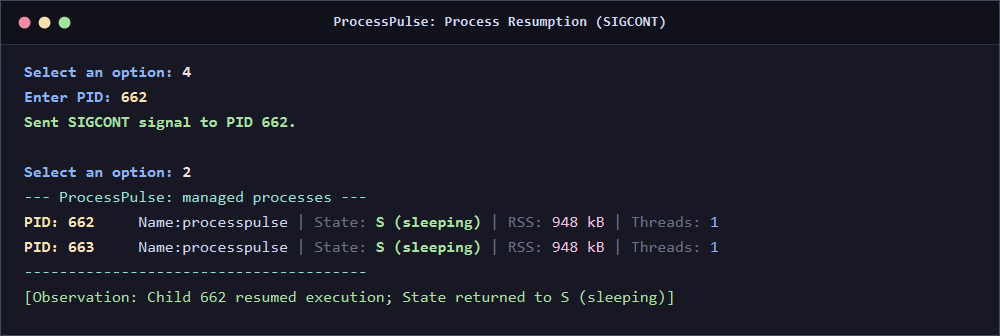 ProcessPulse: Process Resumption (SIGCONT)
Select an option: 4
Enter PID: 662
Sent SIGCONT signal to PID 662.
Select an option: 2
--- ProcessPulse: managed processes ---
PID: 662 Name:processpulse | State: S (sleeping) | RSS: 948 kB | Threads: 1
PID: 663 Name:processpulse | State: S (sleeping) | RSS: 948 kB | Threads: 1
---------------------------------------
[Observation: Child 662 resumed execution; State returned to S (sleeping)]